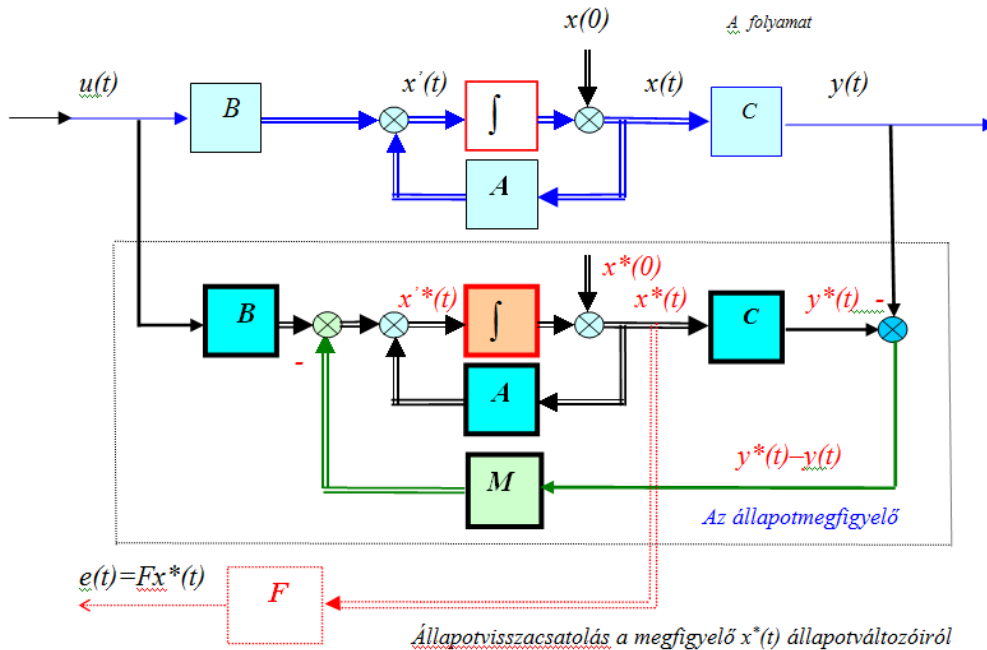 x(0)
A folyamat
u(t)
B
x'(t)
∫
x(t)
C
y(t)
A
x*(0)
B
x'*(t)
∫
x*(t)
C
y*(t) -
-
A
M
y*(t)–y(t)
Az állapotmegfigyelő
e(t)=Fx*(t)
F
Állapotvisszacsatolás a megfigyelő x*(t) állapotváltozóiról